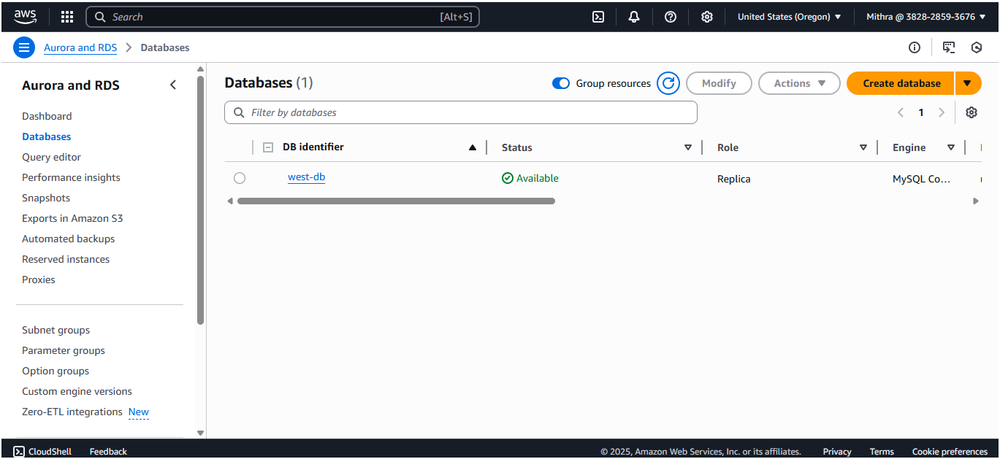 aws
Search [Alt+S]
United States (Oregon)
Mithra @ 3828-2859-3676
Aurora and RDS
Databases
Aurora and RDS
Dashboard
Databases
Query editor
Performance insights
Snapshots
Exports in Amazon S3
Automated backups
Reserved instances
Proxies
Subnet groups
Parameter groups
Option groups
Custom engine versions
Zero-ETL integrations New
Databases (1)
Group resources
Modify
Actions
Create database
Filter by databases
1
DB identifier Status Role Engine
west-db Available Replica MySQL Co...
CloudShell Feedback
© 2025, Amazon Web Services, Inc. or its affiliates. Privacy Terms Cookie preferences